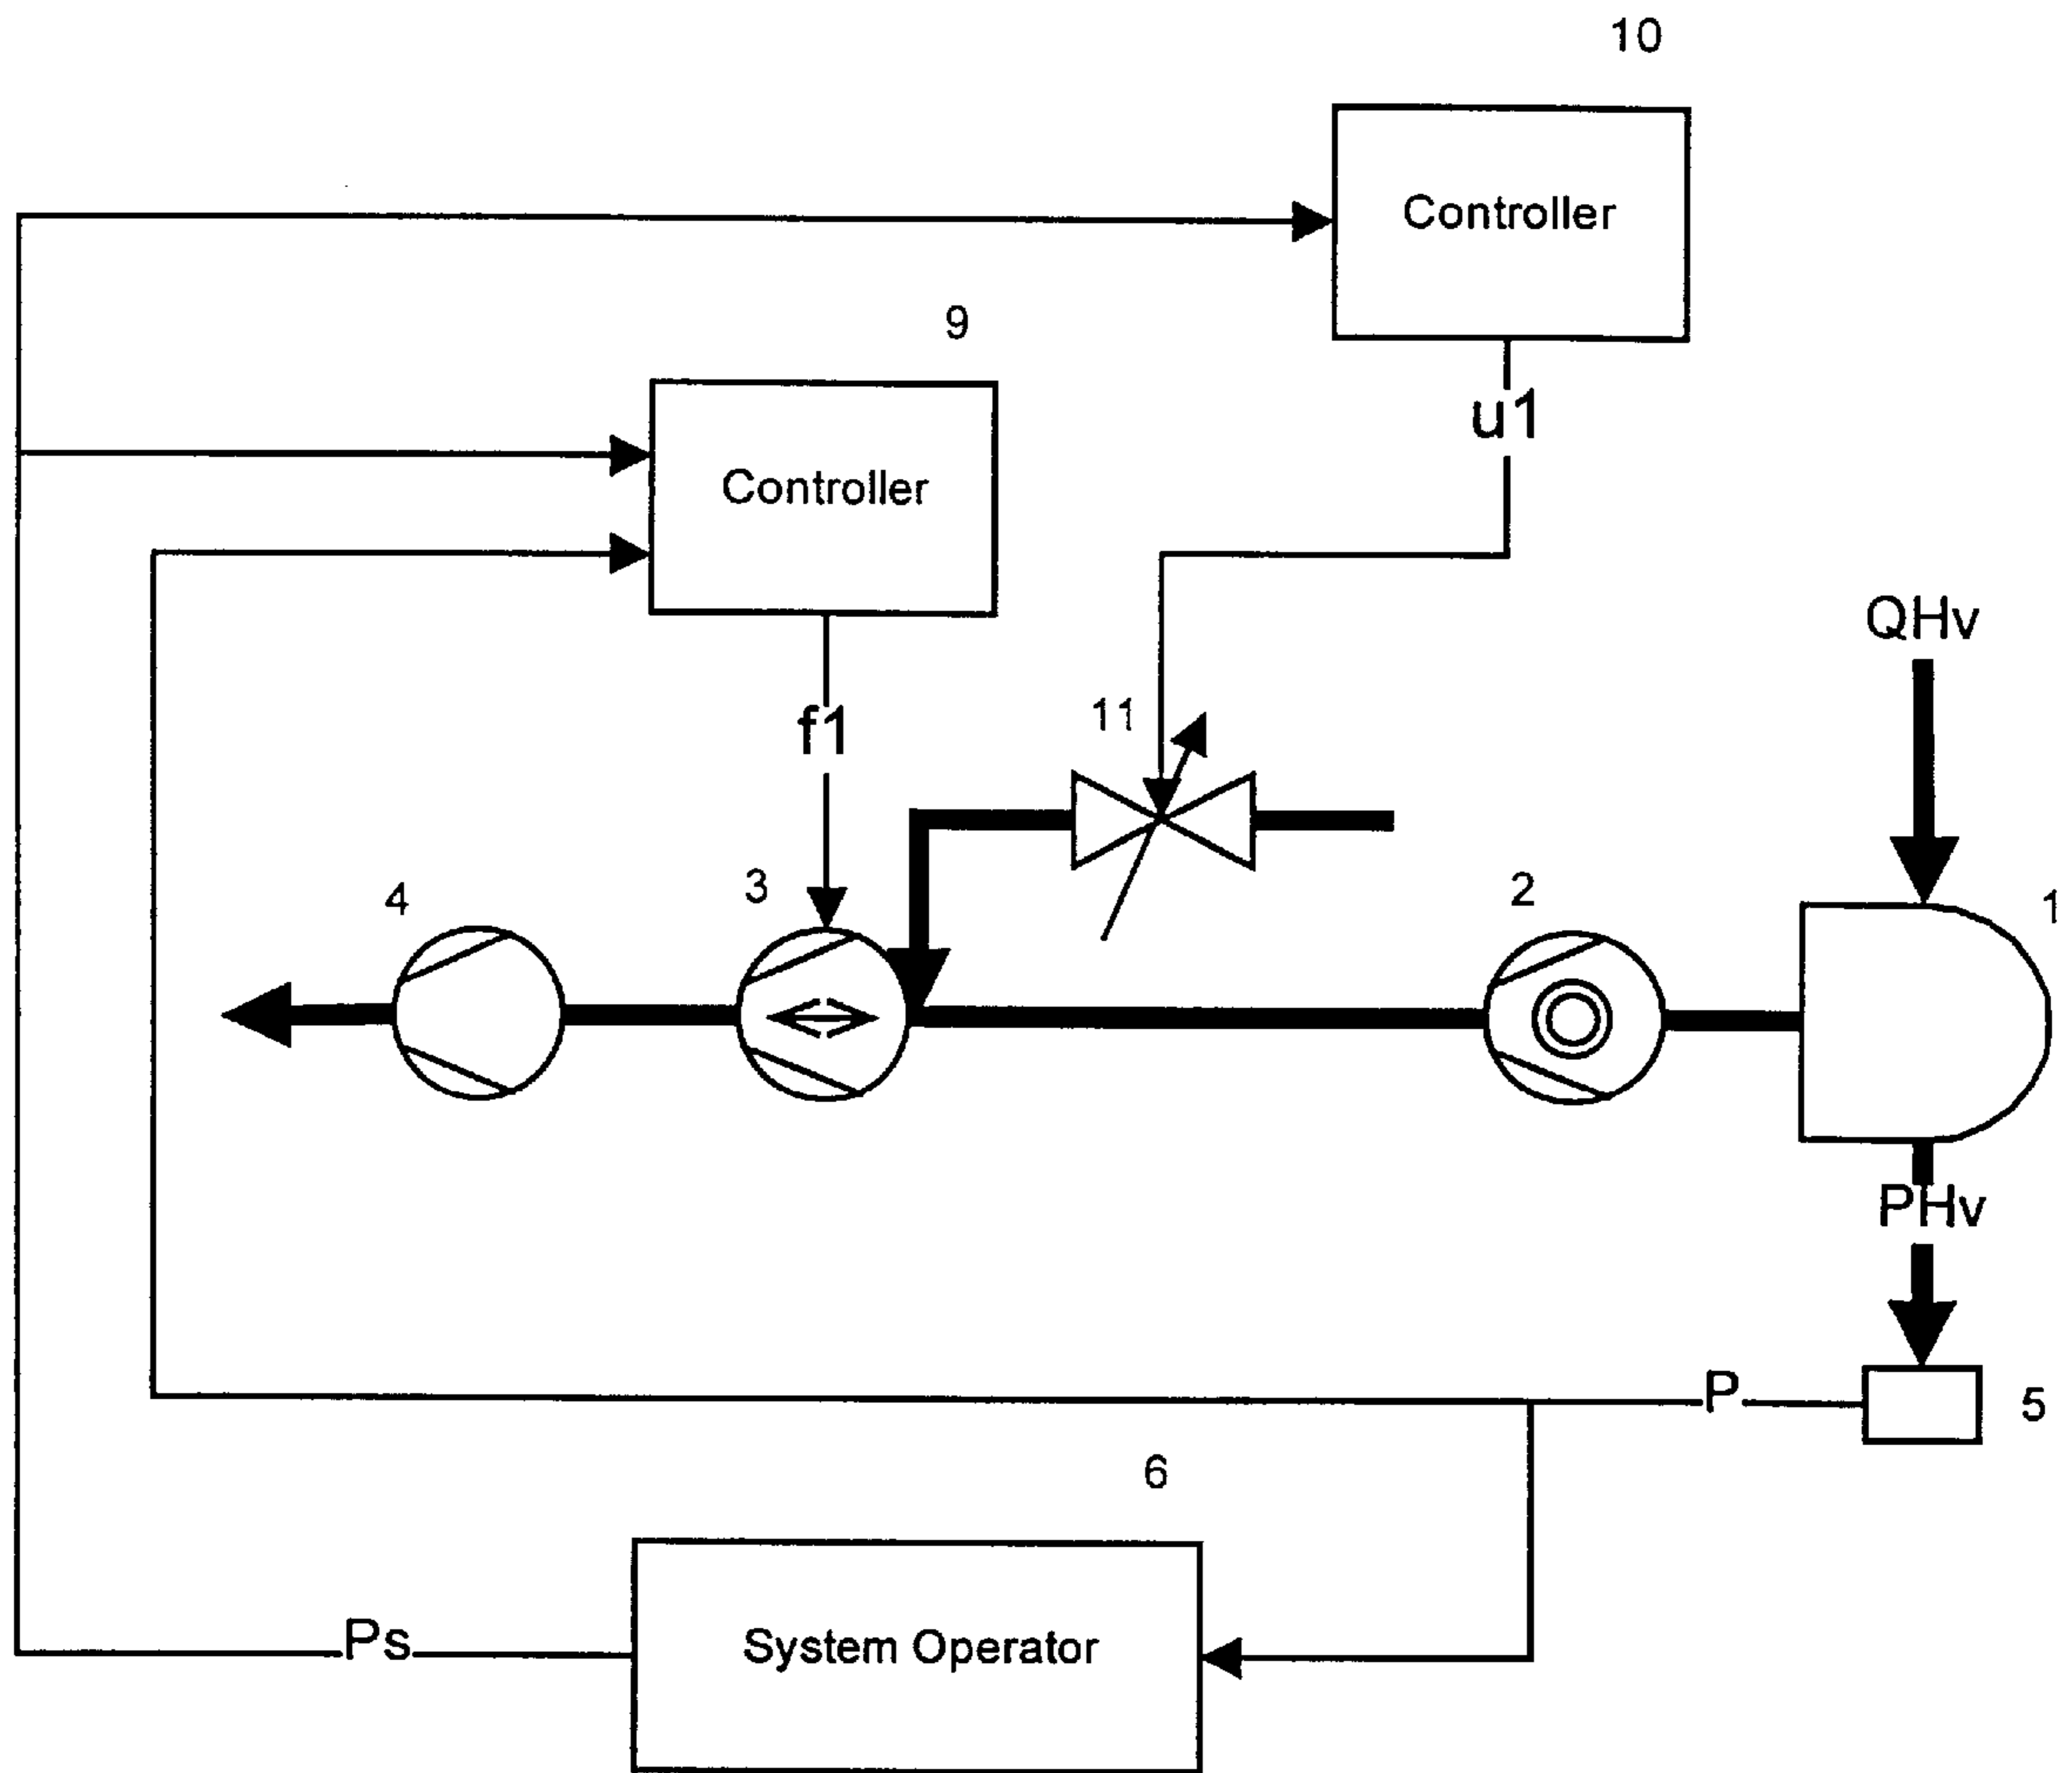 10
Controller
9
Controller
u1
QHv
11
f1
4
3
2
1
PHv
P
5
6
Ps
System Operator